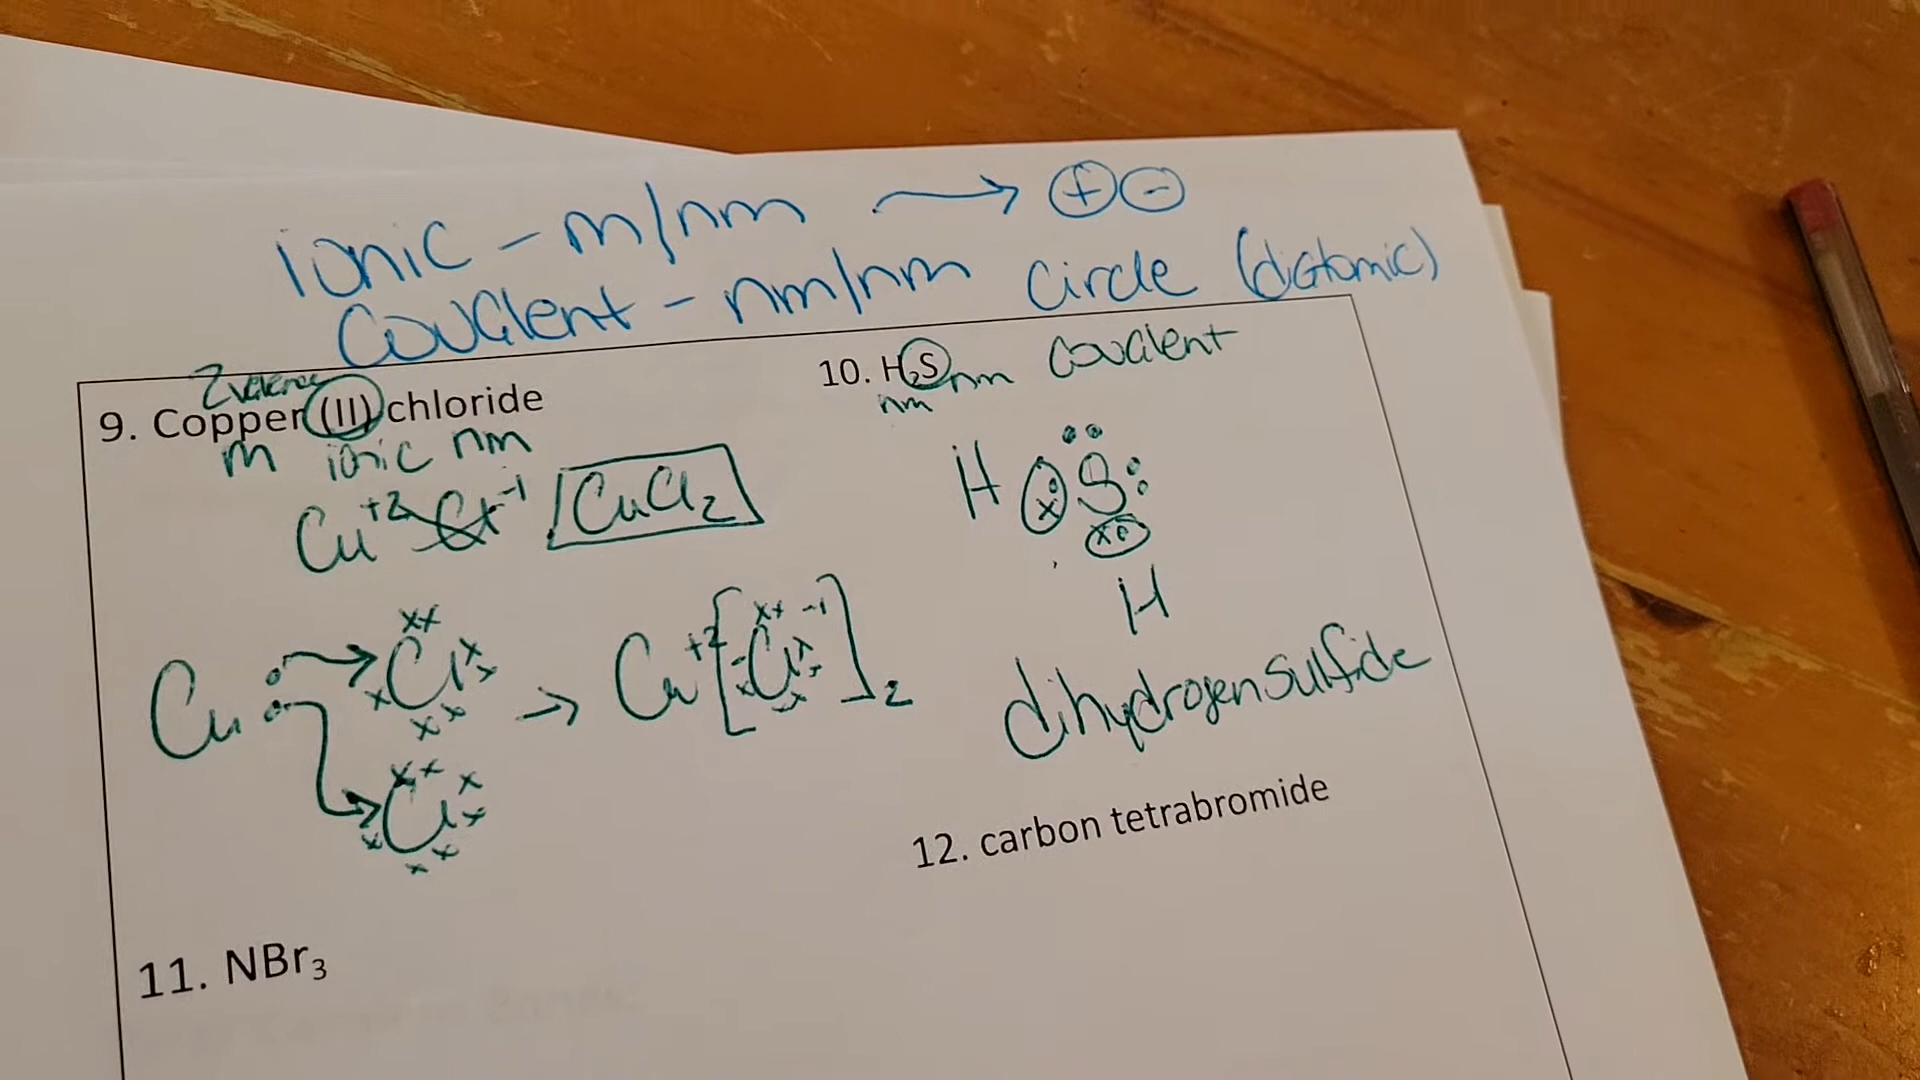 ionic - m/nm → ⊕⊖
Covalent - nm/nm circle (diatomic)
2 valence
9. Copper (II) chloride
m ionic nm
Cu+2 Cl-1 CuCl2
Cu Cl → Cu+2 [Cl]-1 2
Cl
10. H2S nm Covalent
nm
H S
H
dihydrogen sulfide
11. NBr3
12. carbon tetrabromide